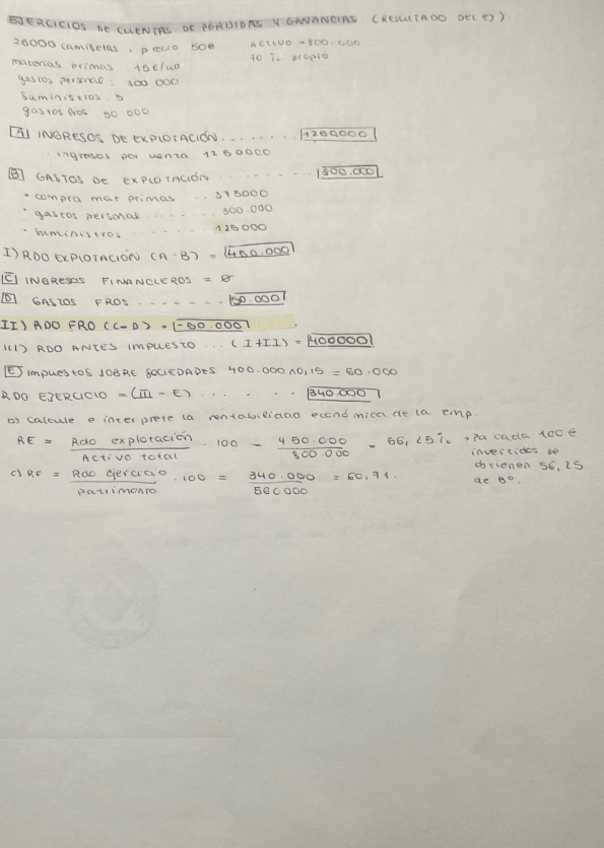 EJERCICIOS DE CUENTAS DE PÉRDIDAS Y GANANCIAS. (RESULTADO DEL EJ)
25000 camisetas, precio 50€ ACTIVO = 800.000
materias primas 15€/un 70% propio
gastos personal: 300.000
Suministros 5
gastos fros 50.000
A INGRESOS DE EXPLOTACIÓN ........ 1250000
ingresos por venta 1250000
B GASTOS DE EXPLOTACIÓN ......... 800.000
• compra mat primas .. 375000
• gastos personal ..... 300.000
• suministros ...... 125000
I) RDO EXPLOTACIÓN (A-B) = 450.000
C INGRESOS FINANCIEROS = 0
D GASTOS FROS ....... 50.000
II) RDO FRO (C-D) = -50.000
III) RDO ANTES IMPUESTO ... (I+II) = 400000
E Impuestos SOBRE SOCIEDADES 400.000 · 0,15 = 60.000
RDO EJERCICIO = (III - E) ...... 340.000
b) Calcule e interprete la rentabilidad económica de la emp.
RE = Rdo explotación / Activo total · 100 = 450.000 / 800.000 = 56,25% Pa cada 100€
invertidos se
obtienen 56,25
de Bº.
c) RF = Rdo ejercicio / patrimonio · 100 = 340.000 / 560000 = 60,71.